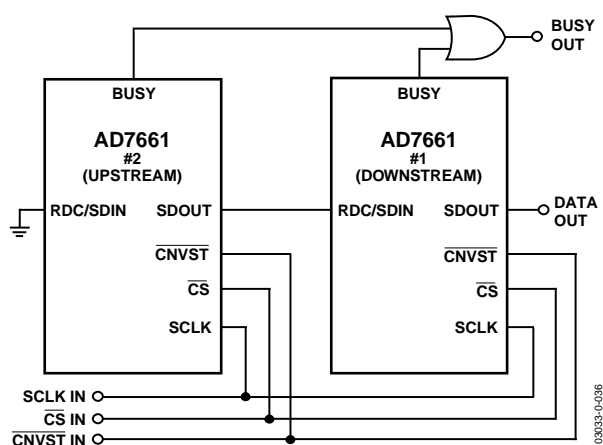 BUSY
OUT
BUSY
BUSY
AD7661
#2
(UPSTREAM)
AD7661
#1
(DOWNSTREAM)
RDC/SDIN
SDOUT
RDC/SDIN
SDOUT
DATA
OUT
CNVST
CNVST
CS
CS
SCLK
SCLK
SCLK IN
CS IN
CNVST IN
03033-0-036